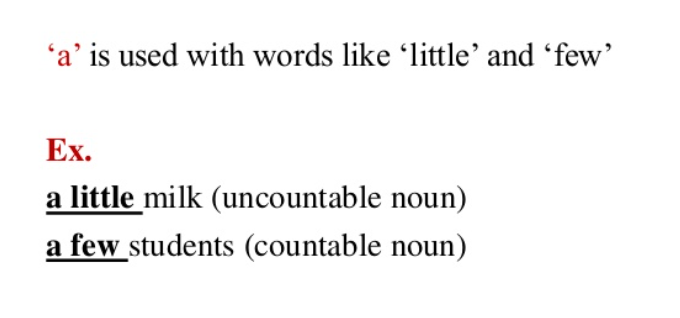 ‘a’ is used with words like ‘little’ and ‘few’
Ex.
a little milk (uncountable noun)
a few students (countable noun)